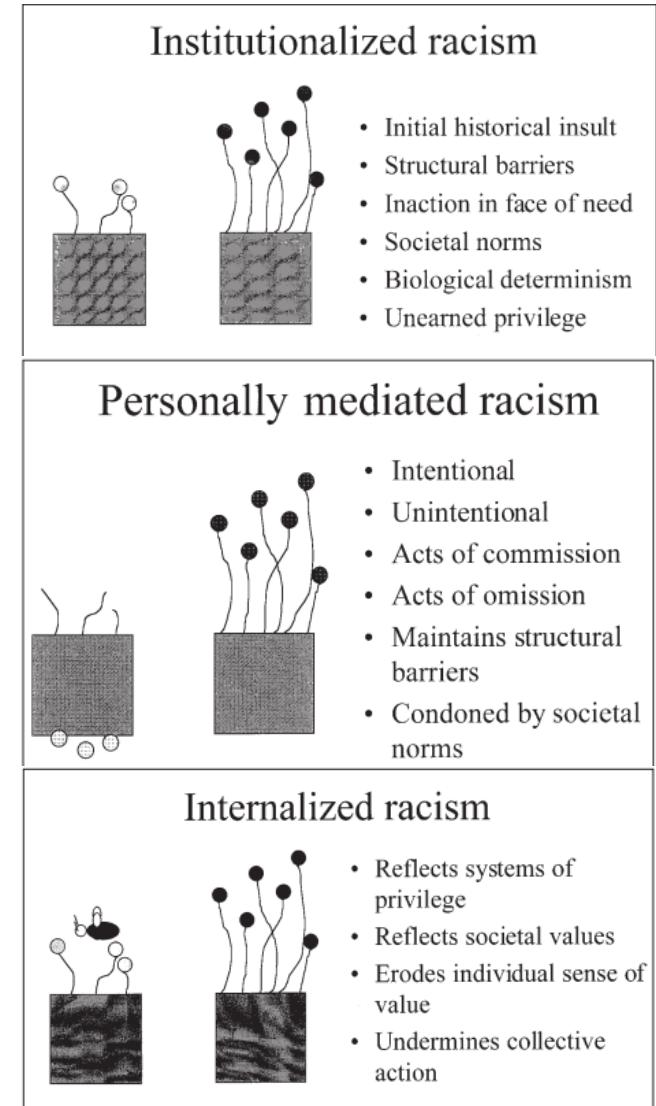 Institutionalized racism
• Initial historical insult
• Structural barriers
• Inaction in face of need
• Societal norms
• Biological determinism
• Unearned privilege
Personally mediated racism
• Intentional
• Unintentional
• Acts of commission
• Acts of omission
• Maintains structural
barriers
• Condoned by societal
norms
Internalized racism
• Reflects systems of
privilege
• Reflects societal values
• Erodes individual sense of
value
• Undermines collective
action